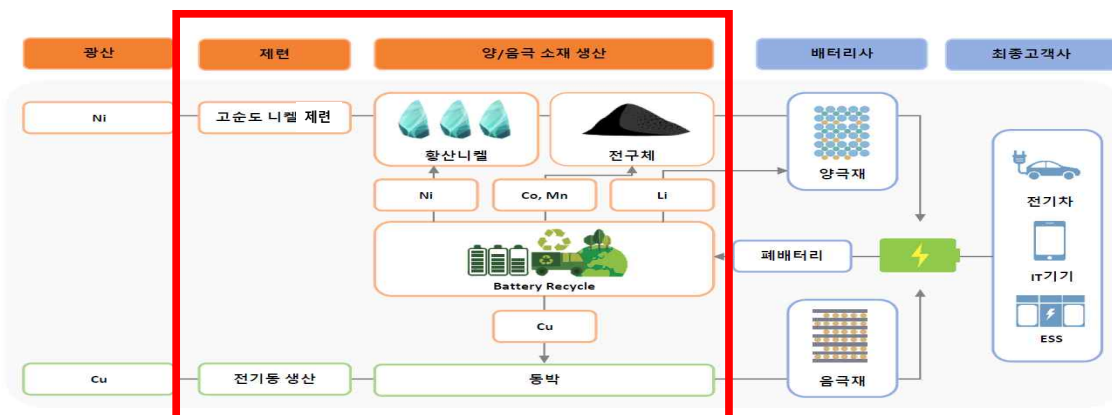 광산
제련
양/음극 소재 생산
배터리사
최종고객사
Ni
고순도 니켈 제련
황산니켈
전구체
양극재
Ni
Co, Mn
Li
전기차
폐배터리
IT기기
Battery Recycle
ESS
Cu
Cu
전기동 생산
동박
음극재